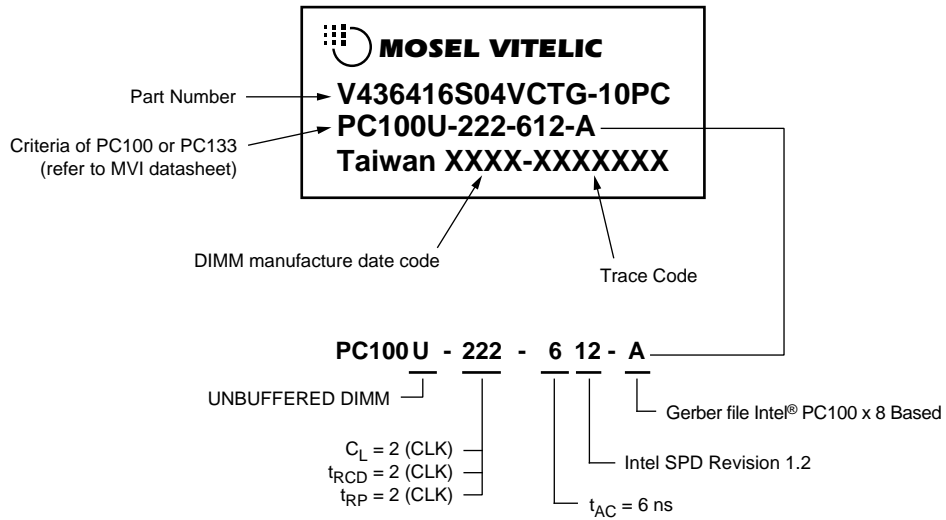 MOSEL VITELIC
Part Number
V436416S04VCTG-10PC
Criteria of PC100 or PC133
(refer to MVI datasheet)
PC100U-222-612-A
Taiwan XXXX-XXXXXXX
DIMM manufacture date code
Trace Code
PC100 U - 222 - 6 12 - A
UNBUFFERED DIMM
Gerber file Intel® PC100 x 8 Based
CL = 2 (CLK)
Intel SPD Revision 1.2
tRCD = 2 (CLK)
tRP = 2 (CLK)
tAC = 6 ns